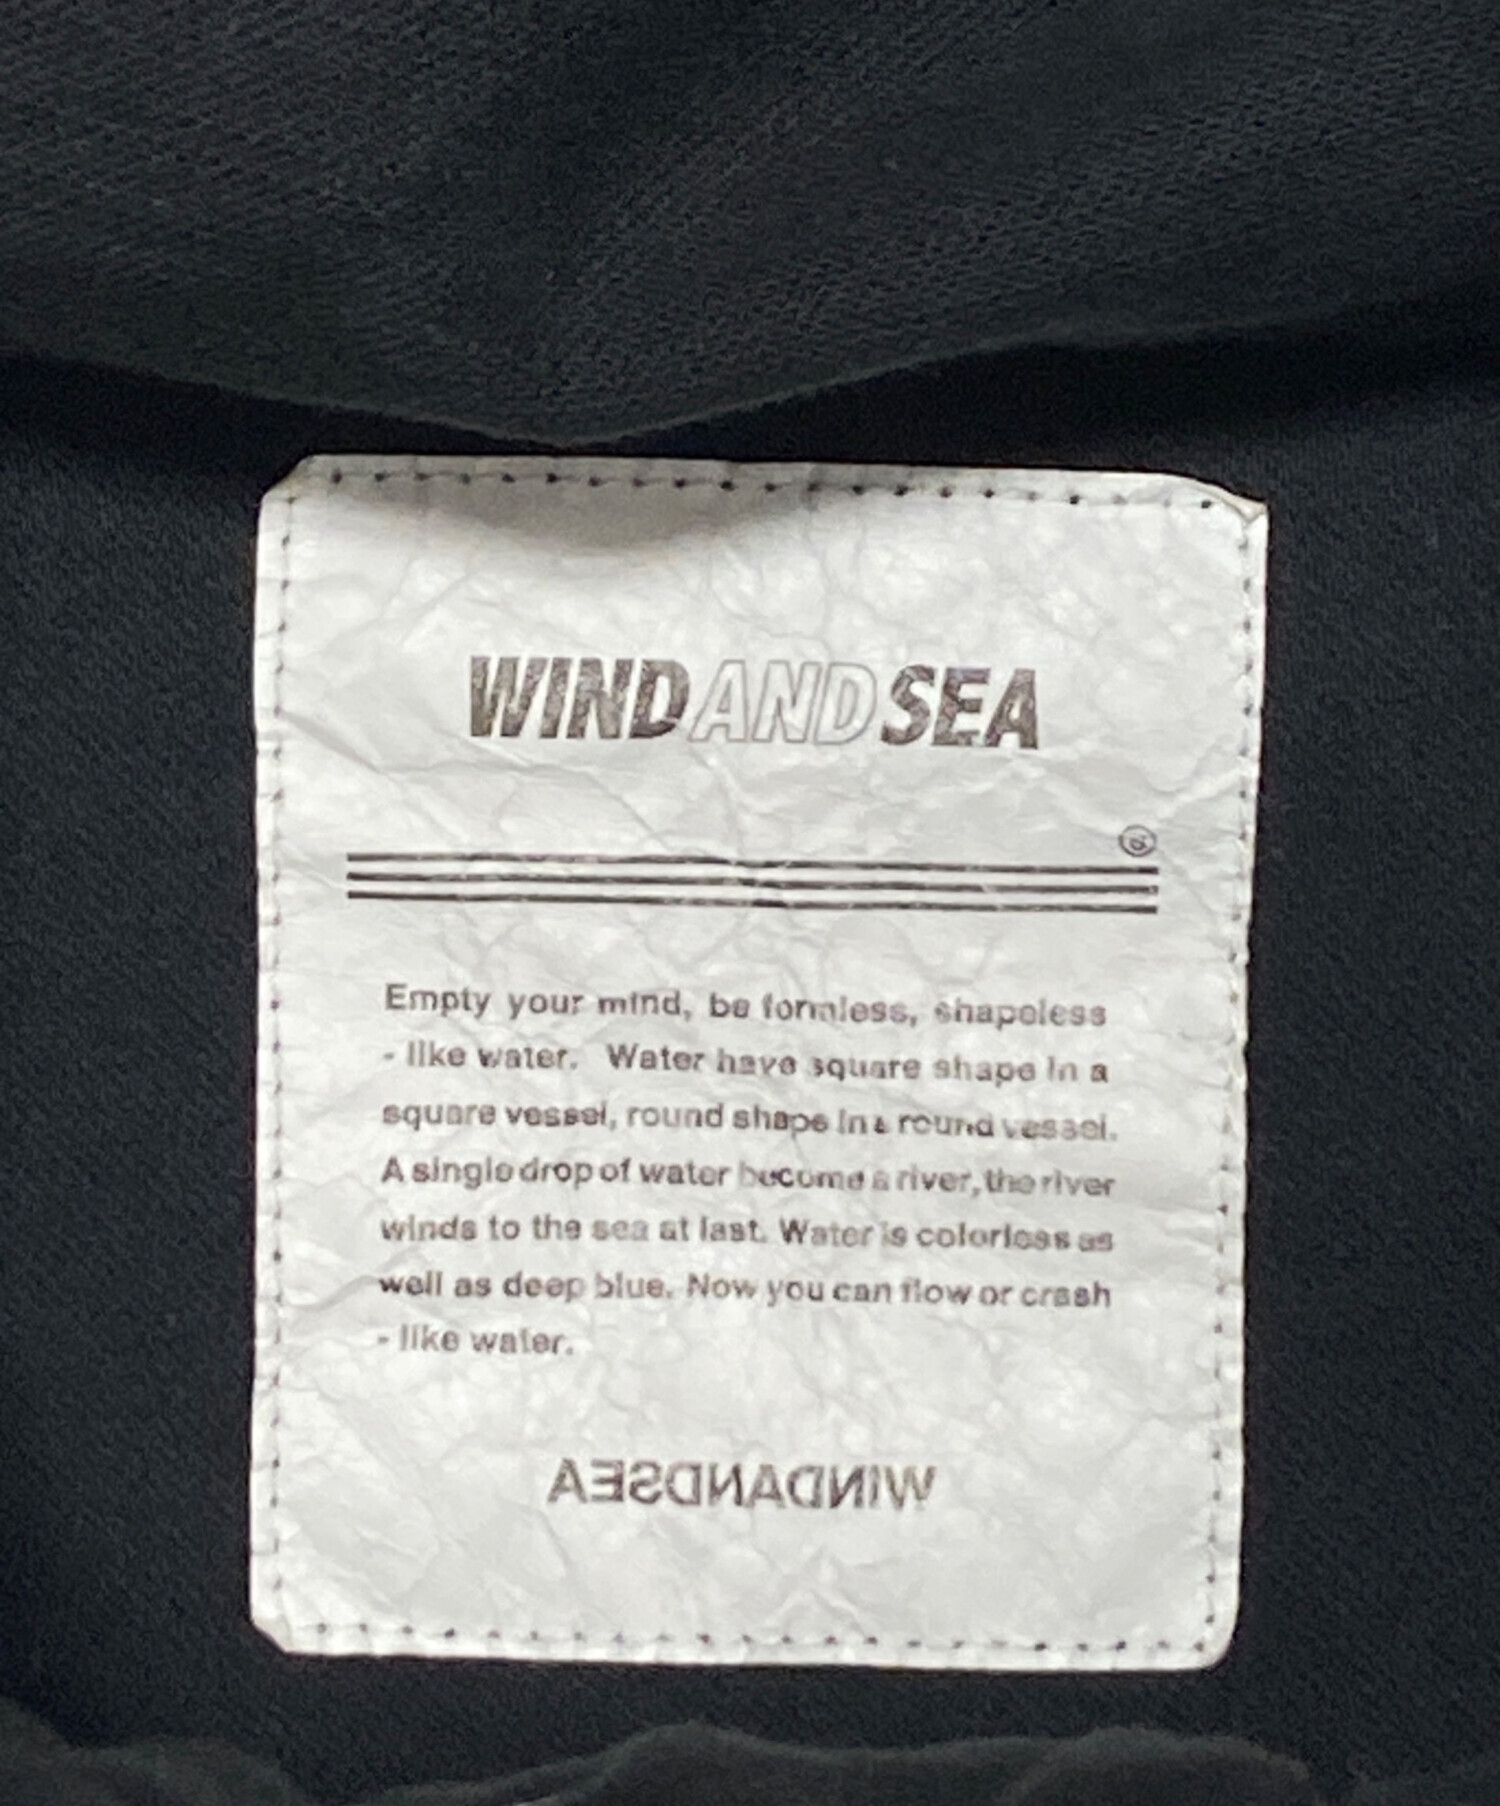 WINDANDSEA
®
Empty your mind, be formless, shapeless
- like water. Water have square shape in a
square vessel, round shape in a round vessel.
A single drop of water become a river, the river
winds to the sea at last. Water is colorless as
well as deep blue. Now you can flow or crash
- like water.
WINDANDSEA